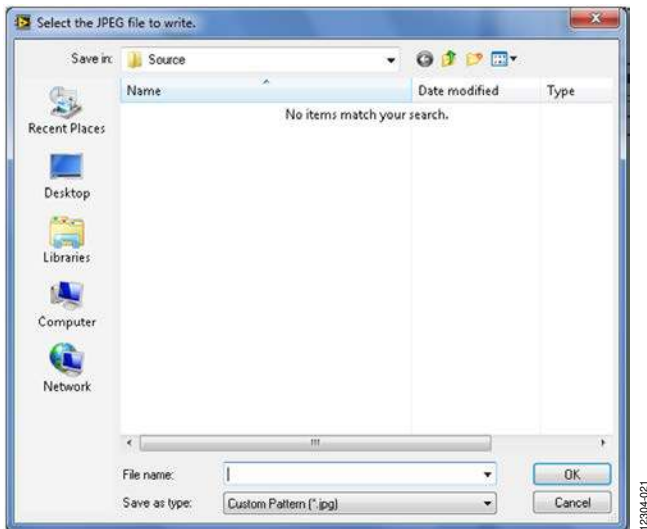 Select the JPEG file to write.
Save in: Source
Name Date modified Type
No items match your search.
Recent Places
Desktop
Libraries
Computer
Network
File name: OK
Save as type: Custom Pattern (*.jpg) Cancel
12304-021